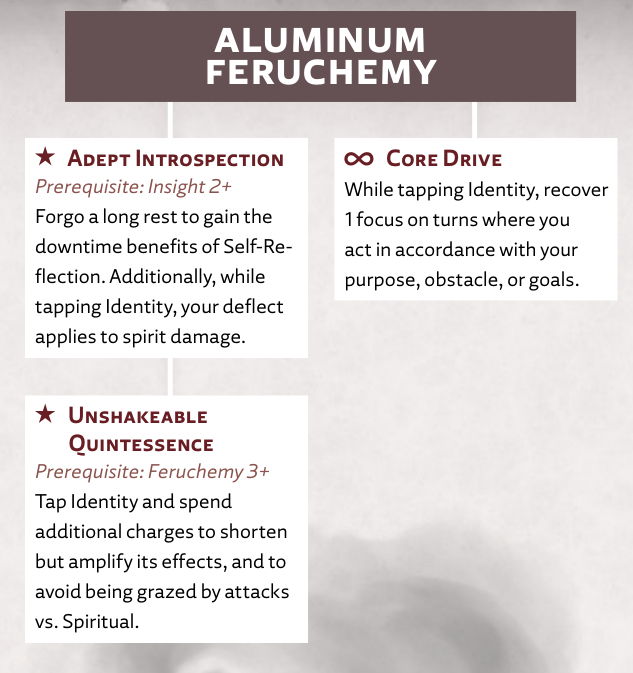 ALUMINUM
FERUCHEMY
★ Adept Introspection
Prerequisite: Insight 2+
Forgo a long rest to gain the
downtime benefits of Self-Re-
flection. Additionally, while
tapping Identity, your deflect
applies to spirit damage.
∞ Core Drive
While tapping Identity, recover
1 focus on turns where you
act in accordance with your
purpose, obstacle, or goals.
★ Unshakeable
Quintessence
Prerequisite: Feruchemy 3+
Tap Identity and spend
additional charges to shorten
but amplify its effects, and to
avoid being grazed by attacks
vs. Spiritual.